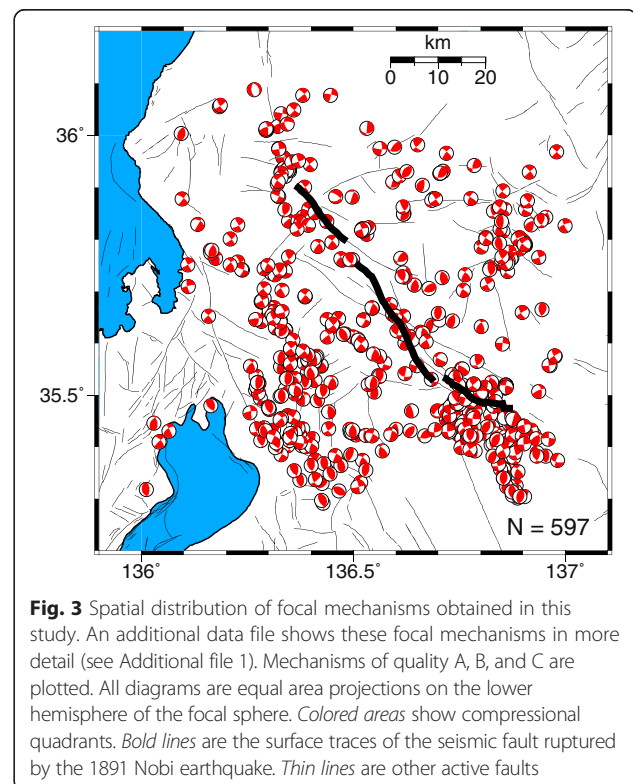 km
0 10 20
36°
35.5°
N = 597
136° 136.5° 137°
Fig. 3 Spatial distribution of focal mechanisms obtained in this
study. An additional data file shows these focal mechanisms in more
detail (see Additional file 1). Mechanisms of quality A, B, and C are
plotted. All diagrams are equal area projections on the lower
hemisphere of the focal sphere. Colored areas show compressional
quadrants. Bold lines are the surface traces of the seismic fault ruptured
by the 1891 Nobi earthquake. Thin lines are other active faults